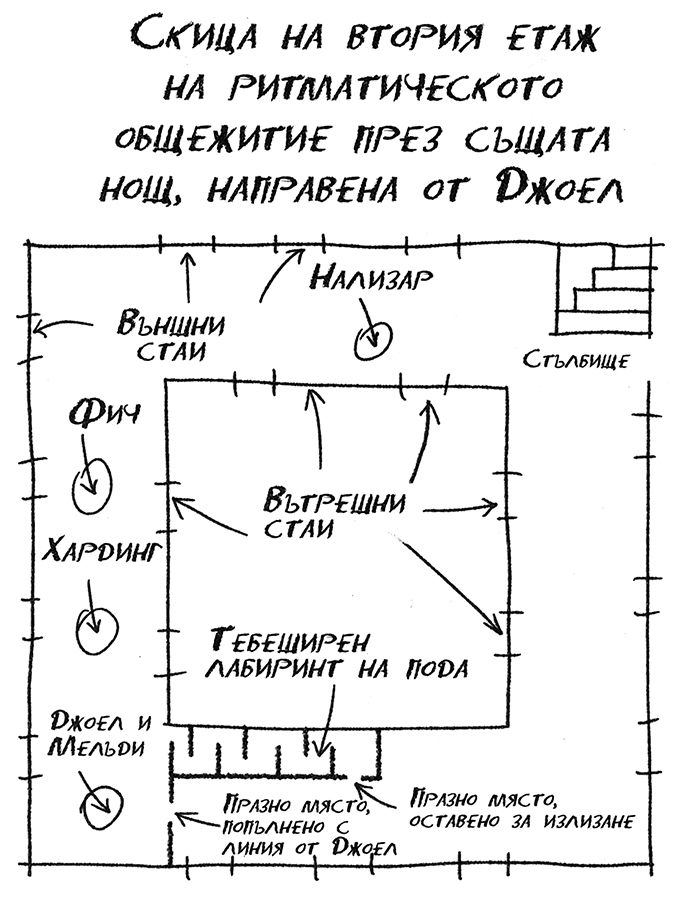 Скица на втория етаж
на ритматическото
общежитие през същата
нощ, направена от Джоел
Нализар
Външни
стаи
Стълбище
Фич
Вътрешни
стаи
Хардинг
Тебеширен
лабиринт на пода
Джоел и
Мельди
Празно място,
попълнено с
линия от Джоел
Празно място,
оставено за излизане